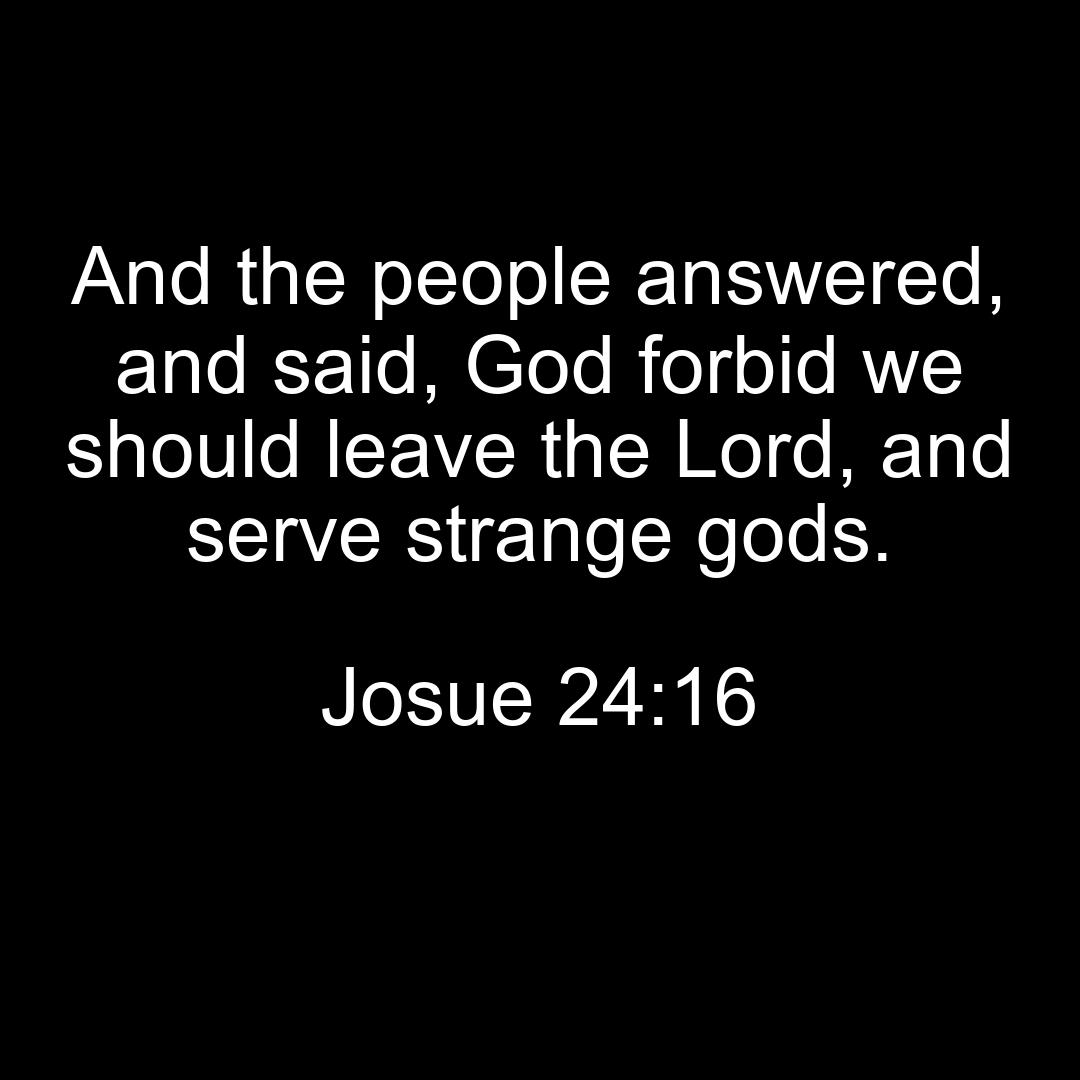 And the people answered,
and said, God forbid we
should leave the Lord, and
serve strange gods.
Josue 24:16